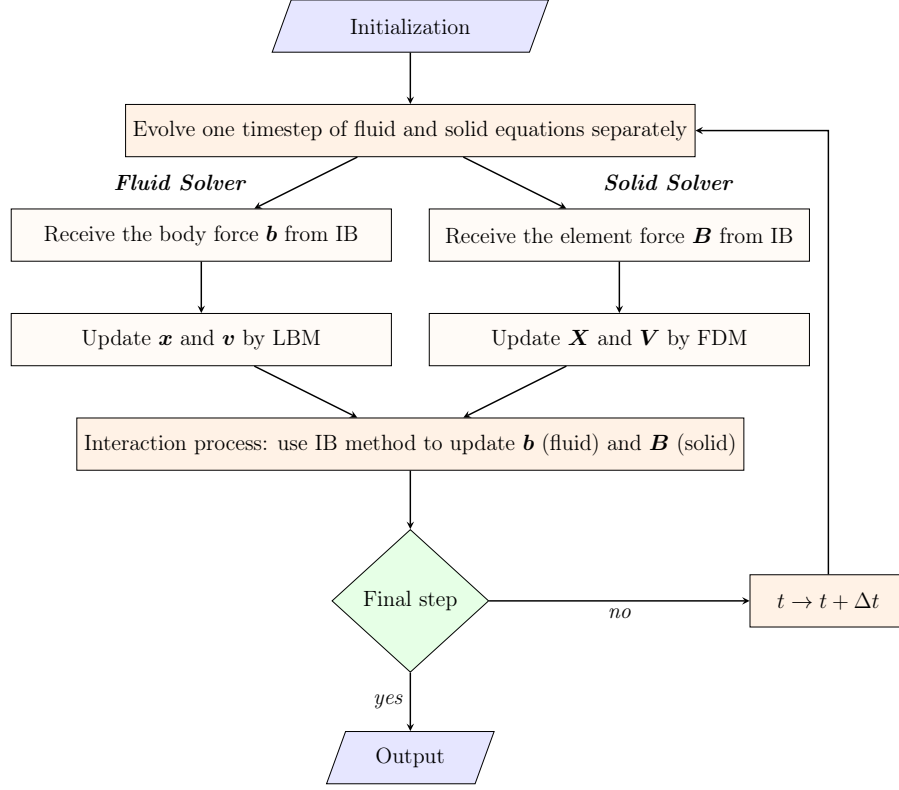 Initialization
Evolve one timestep of fluid and solid equations separately
Fluid Solver
Solid Solver
Receive the body force b from IB
Receive the element force B from IB
Update x and v by LBM
Update X and V by FDM
Interaction process: use IB method to update b (fluid) and B (solid)
Final step
no
t → t + Δt
yes
Output